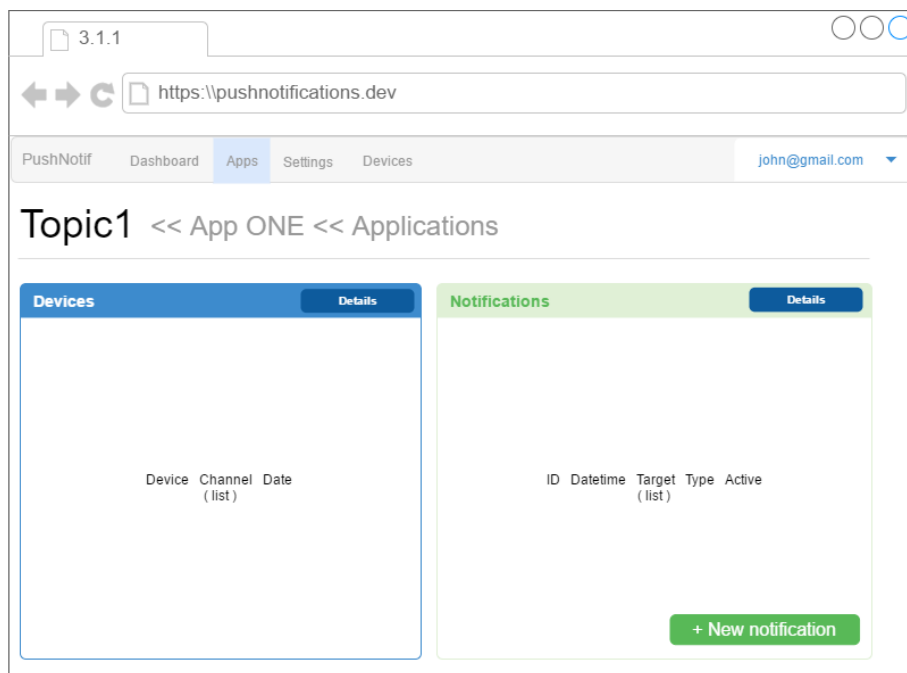 3.1.1
https:\\pushnotifications.dev
PushNotif Dashboard Apps Settings Devices john@gmail.com
Topic1 << App ONE << Applications
Devices Details
Notifications Details
Device Channel Date
( list )
ID Datetime Target Type Active
( list )
+ New notification